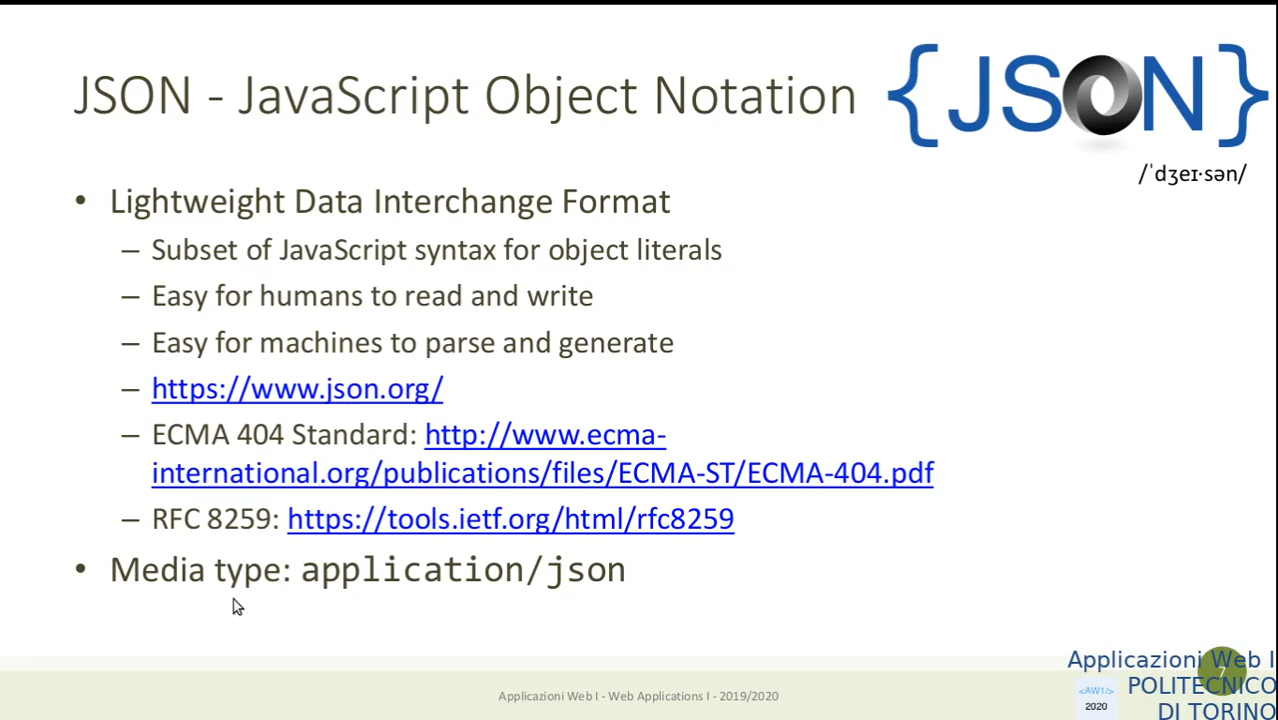 JSON - JavaScript Object Notation
{JSON}
/ˈdʒeɪ·sən/
• Lightweight Data Interchange Format
– Subset of JavaScript syntax for object literals
– Easy for humans to read and write
– Easy for machines to parse and generate
– https://www.json.org/
– ECMA 404 Standard: http://www.ecma-
international.org/publications/files/ECMA-ST/ECMA-404.pdf
– RFC 8259: https://tools.ietf.org/html/rfc8259
• Media type: application/json
Applicazioni Web I - Web Applications I - 2019/2020
7
Applicazioni Web I
POLITECNICO
DI TORINO
<AW1/>
2020